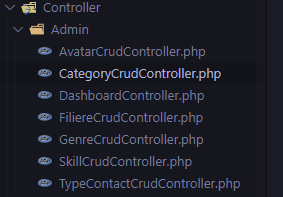 Controller
Admin
AvatarCrudController.php
CategoryCrudController.php
DashboardController.php
FiliereCrudController.php
GenreCrudController.php
SkillCrudController.php
TypeContactCrudController.php